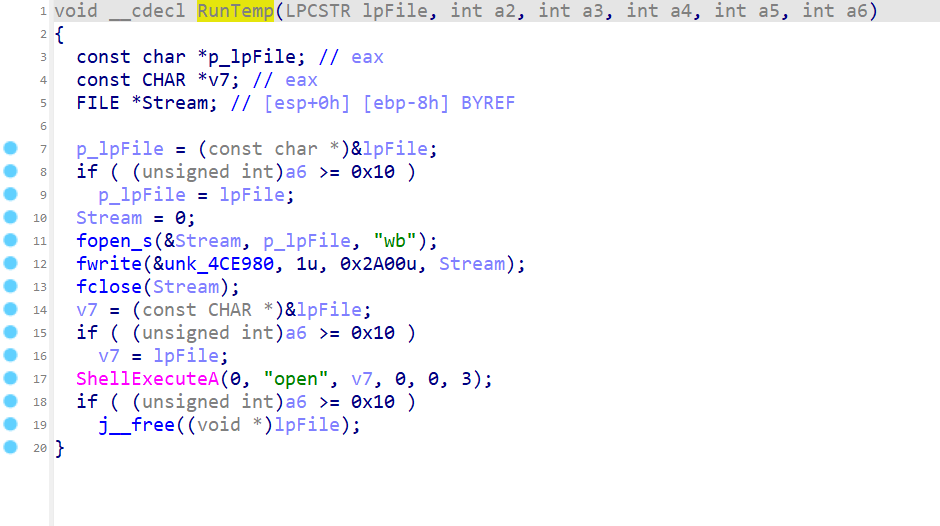 1 void __cdecl RunTemp(LPCSTR lpFile, int a2, int a3, int a4, int a5, int a6)
2 {
3 const char *p_lpFile; // eax
4 const CHAR *v7; // eax
5 FILE *Stream; // [esp+0h] [ebp-8h] BYREF
6
7 p_lpFile = (const char *)&lpFile;
8 if ( (unsigned int)a6 >= 0x10 )
9 p_lpFile = lpFile;
10 Stream = 0;
11 fopen_s(&Stream, p_lpFile, "wb");
12 fwrite(&unk_4CE980, 1u, 0x2A00u, Stream);
13 fclose(Stream);
14 v7 = (const CHAR *)&lpFile;
15 if ( (unsigned int)a6 >= 0x10 )
16 v7 = lpFile;
17 ShellExecuteA(0, "open", v7, 0, 0, 3);
18 if ( (unsigned int)a6 >= 0x10 )
19 j__free((void *)lpFile);
20 }